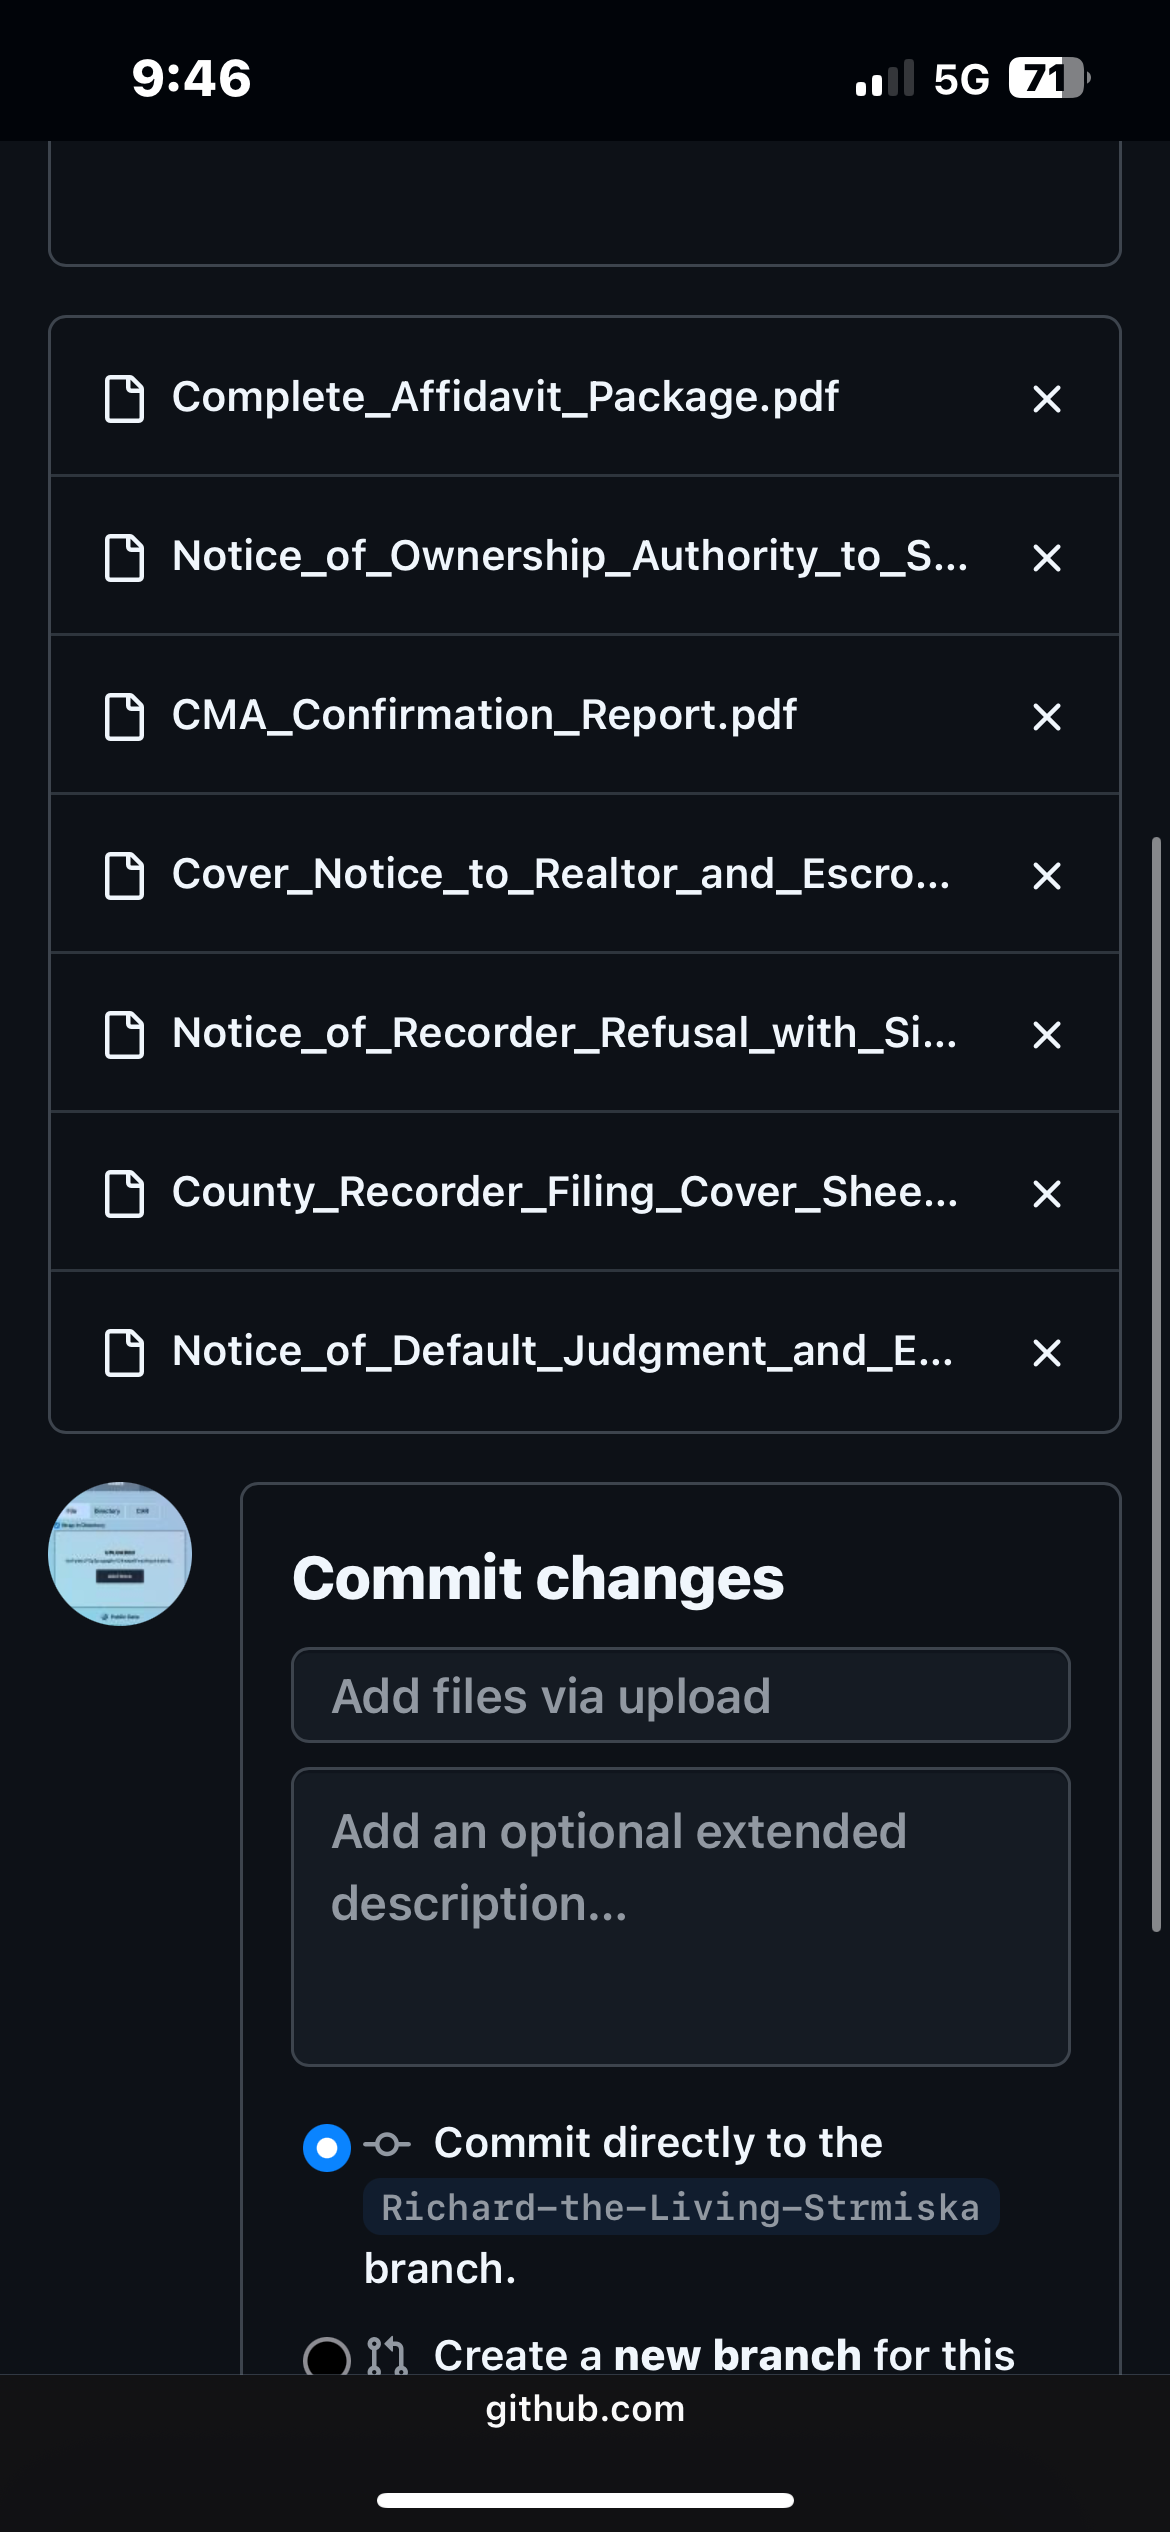 9:46
5G
71
Complete_Affidavit_Package.pdf
Notice_of_Ownership_Authority_to_S...
CMA_Confirmation_Report.pdf
Cover_Notice_to_Realtor_and_Escro...
Notice_of_Recorder_Refusal_with_Si...
County_Recorder_Filing_Cover_Shee...
Notice_of_Default_Judgment_and_E...
Commit changes
Add files via upload
Add an optional extended
description...
Commit directly to the
Richard-the-Living-Strmiska
branch.
Create a new branch for this
github.com